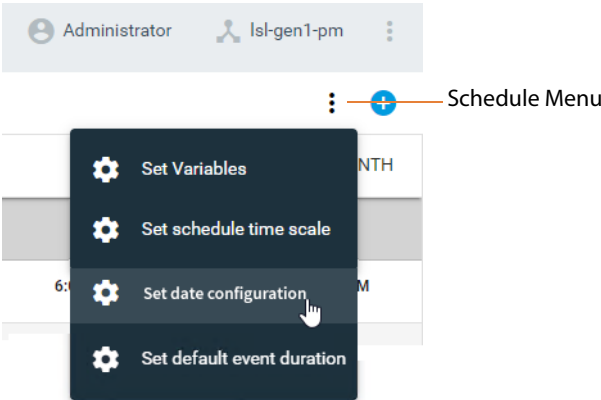 Administrator lsl-gen1-pm
Schedule Menu
Set Variables NTH
Set schedule time scale
6: Set date configuration M
Set default event duration